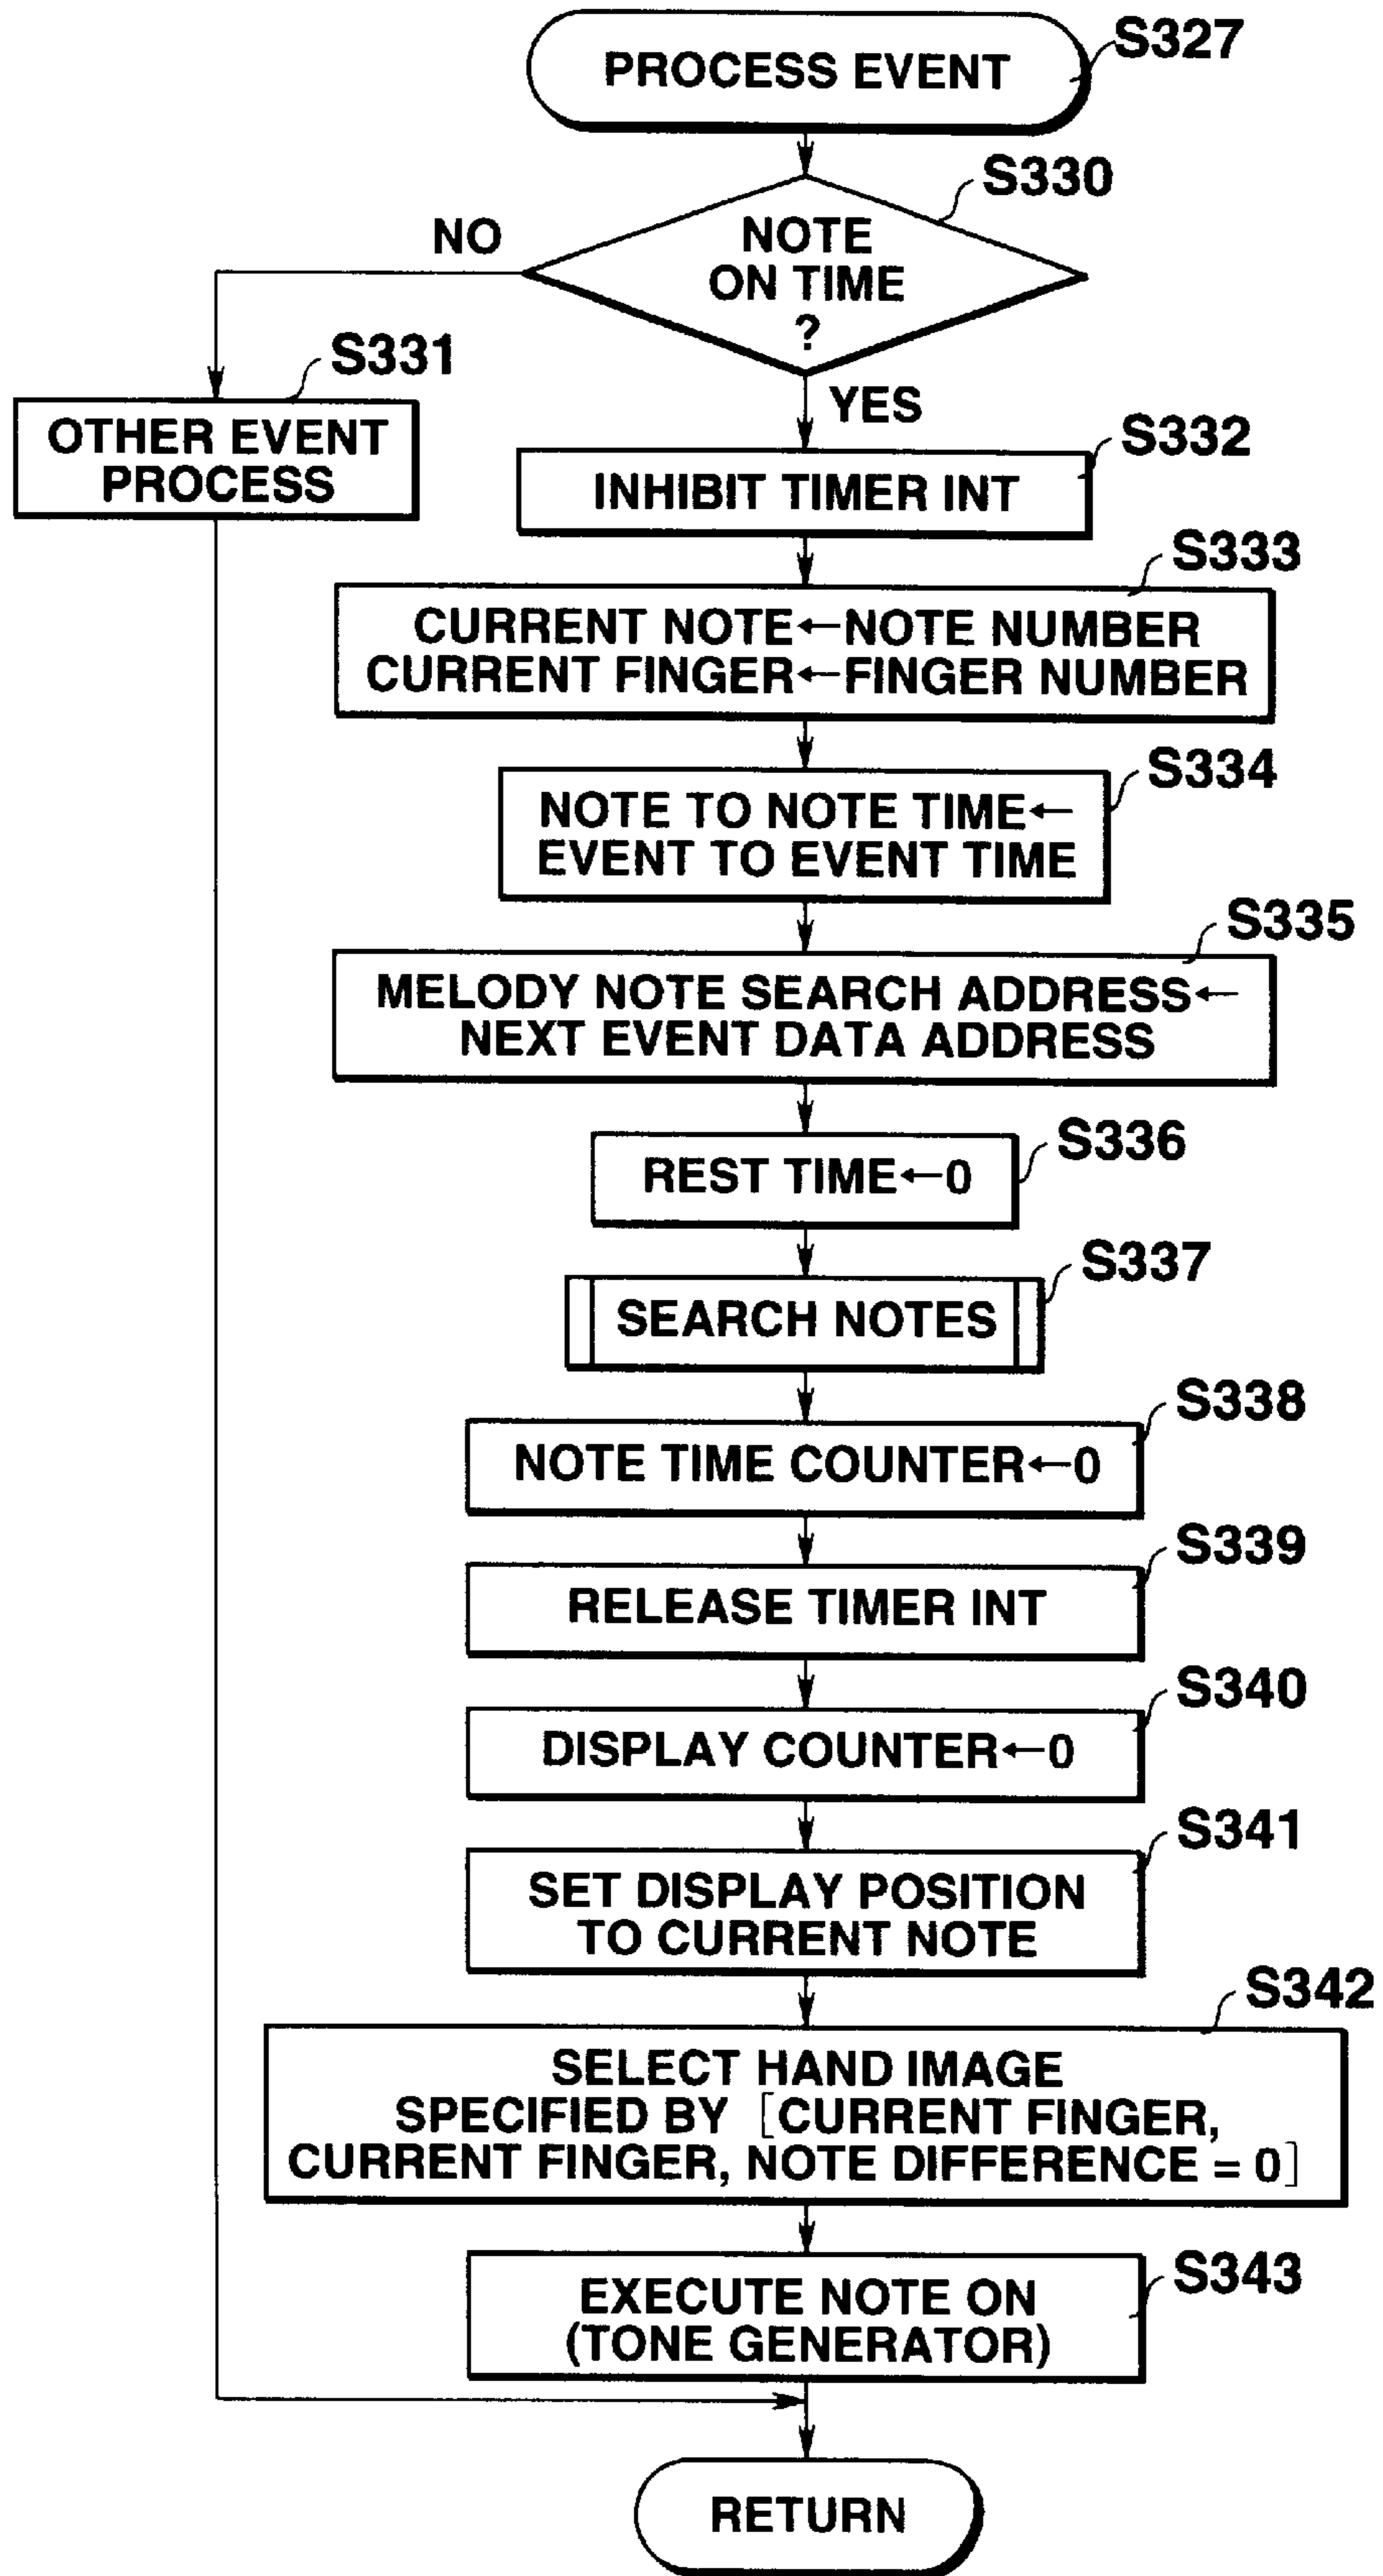 S327
PROCESS EVENT
S330
NOTE
ON TIME
?
NO
YES
S331
OTHER EVENT
PROCESS
S332
INHIBIT TIMER INT
S333
CURRENT NOTE←NOTE NUMBER
CURRENT FINGER←FINGER NUMBER
S334
NOTE TO NOTE TIME←
EVENT TO EVENT TIME
S335
MELODY NOTE SEARCH ADDRESS←
NEXT EVENT DATA ADDRESS
S336
REST TIME←0
S337
SEARCH NOTES
S338
NOTE TIME COUNTER←0
S339
RELEASE TIMER INT
S340
DISPLAY COUNTER←0
S341
SET DISPLAY POSITION
TO CURRENT NOTE
S342
SELECT HAND IMAGE
SPECIFIED BY [CURRENT FINGER,
CURRENT FINGER, NOTE DIFFERENCE = 0]
S343
EXECUTE NOTE ON
(TONE GENERATOR)
RETURN